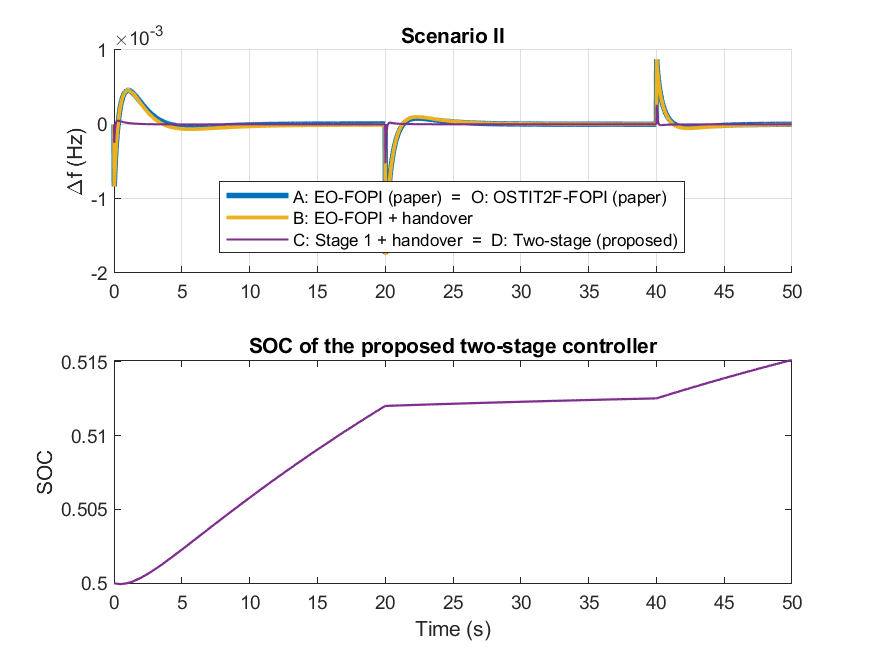 Scenario II
×10⁻³
1
0
-1
-2
Δf (Hz)
A: EO-FOPI (paper) = O: OSTIT2F-FOPI (paper)
B: EO-FOPI + handover
C: Stage 1 + handover = D: Two-stage (proposed)
0 5 10 15 20 25 30 35 40 45 50
SOC of the proposed two-stage controller
0.515
0.51
0.505
0.5
SOC
0 5 10 15 20 25 30 35 40 45 50
Time (s)